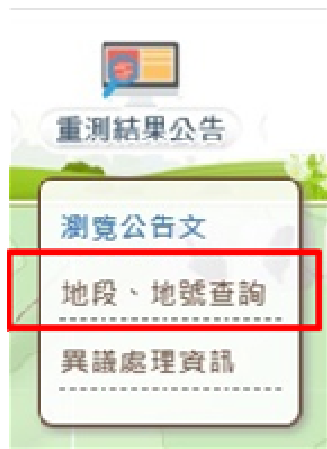 重測結果公告
瀏覽公告文
地段、地號查詢
異議處理資訊